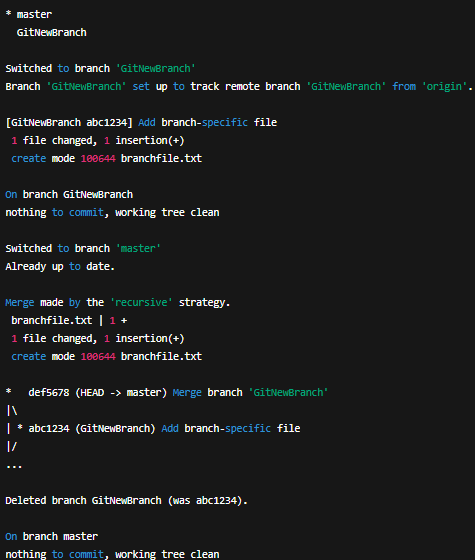 * master
  GitNewBranch

Switched to branch 'GitNewBranch'
Branch 'GitNewBranch' set up to track remote branch 'GitNewBranch' from 'origin'.

[GitNewBranch abc1234] Add branch-specific file
 1 file changed, 1 insertion(+)
 create mode 100644 branchfile.txt

On branch GitNewBranch
nothing to commit, working tree clean

Switched to branch 'master'
Already up to date.

Merge made by the 'recursive' strategy.
 branchfile.txt | 1 +
 1 file changed, 1 insertion(+)
 create mode 100644 branchfile.txt

*   def5678 (HEAD -> master) Merge branch 'GitNewBranch'
|\
| * abc1234 (GitNewBranch) Add branch-specific file
|/
...

Deleted branch GitNewBranch (was abc1234).

On branch master
nothing to commit, working tree clean